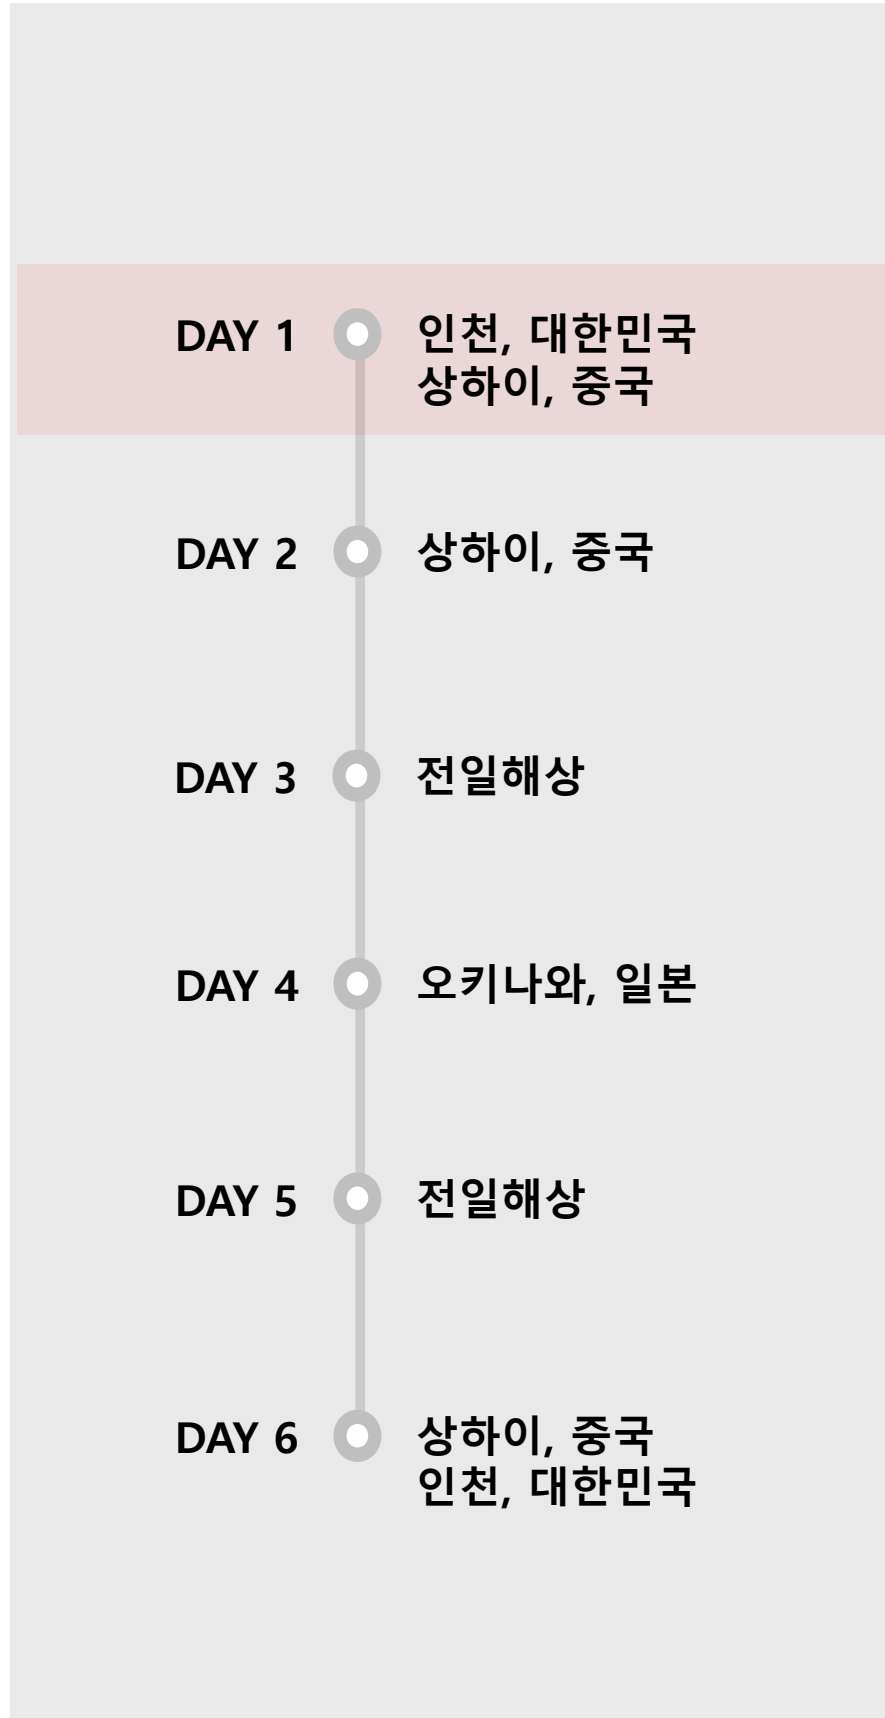 DAY 1 인천, 대한민국
상하이, 중국
DAY 2 상하이, 중국
DAY 3 전일해상
DAY 4 오키나와, 일본
DAY 5 전일해상
DAY 6 상하이, 중국
인천, 대한민국